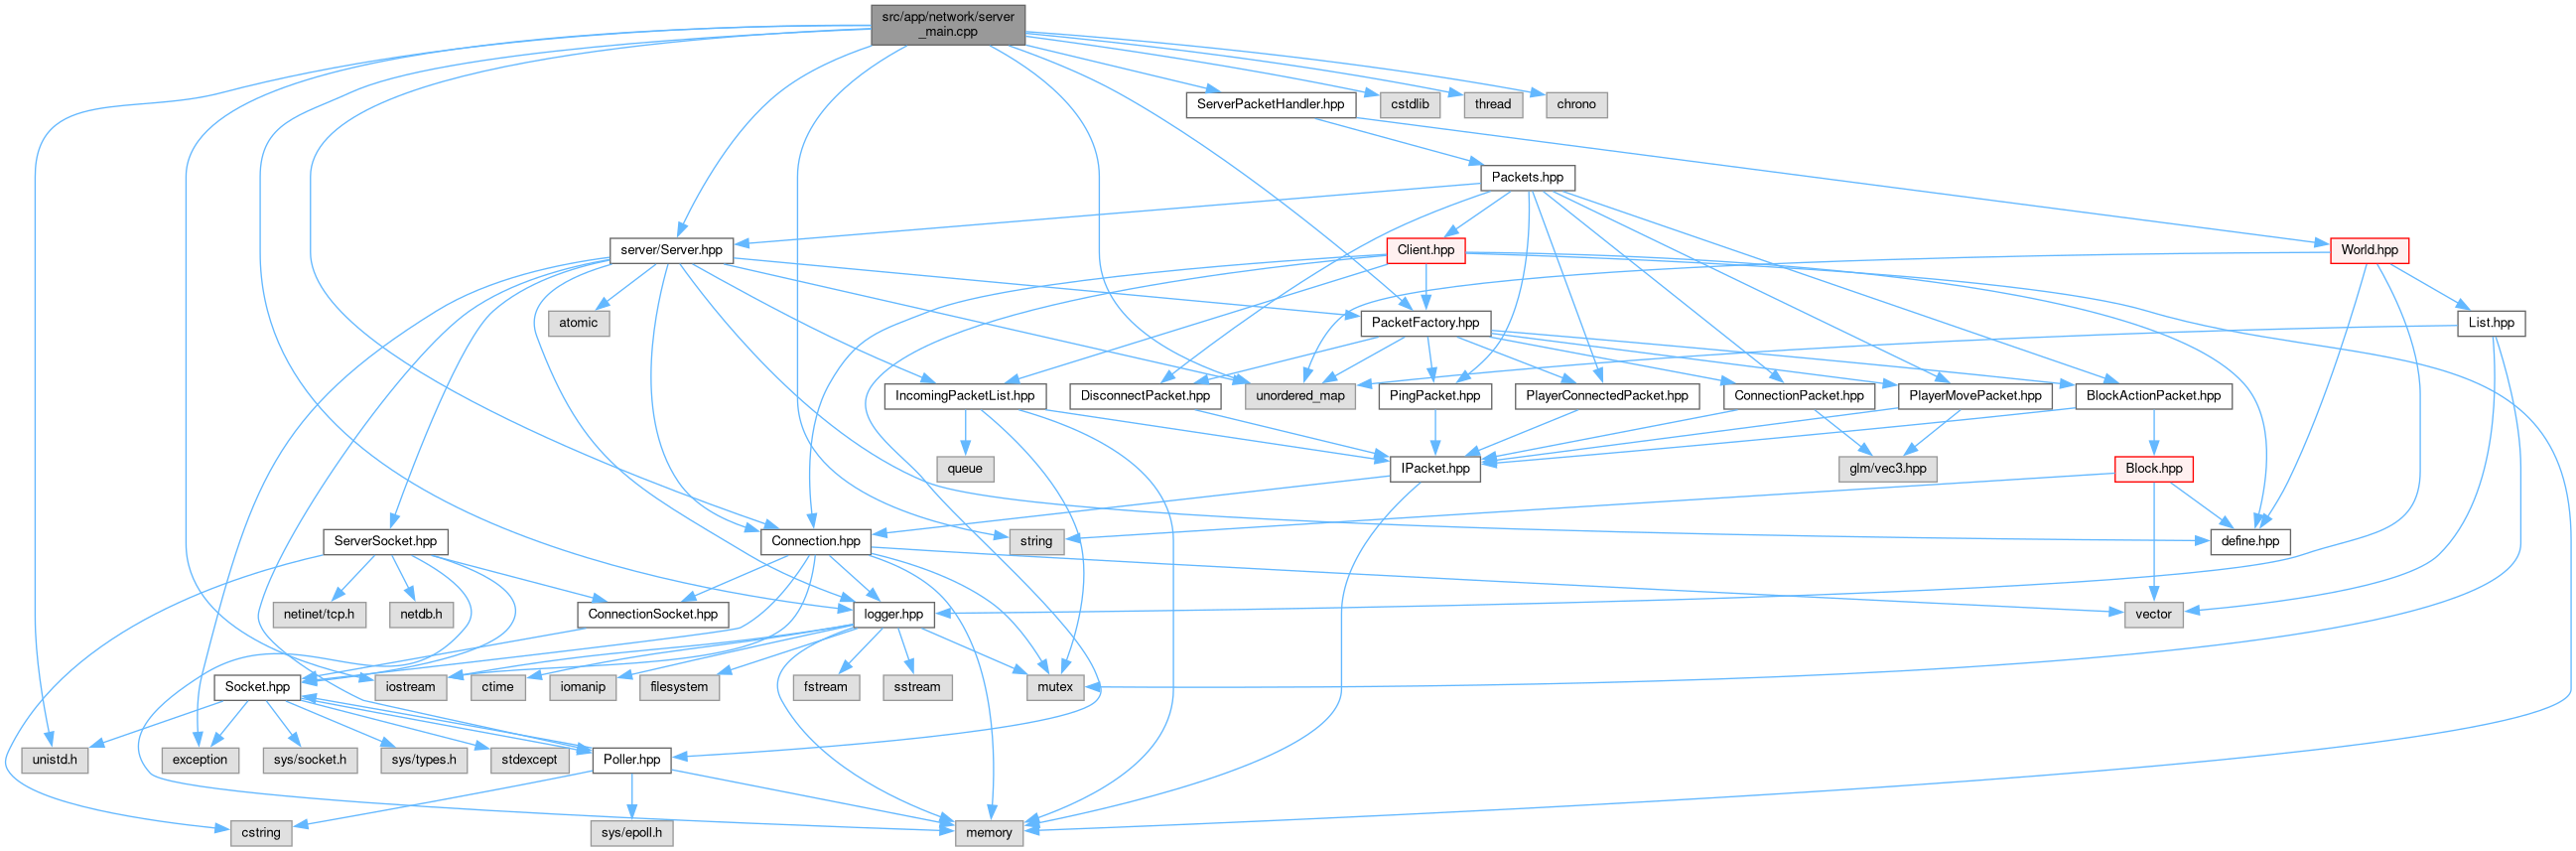 src/app/network/server
_main.cpp
ServerPacketHandler.hpp
cstdlib
thread
chrono
Packets.hpp
server/Server.hpp
Client.hpp
World.hpp
atomic
PacketFactory.hpp
List.hpp
IncomingPacketList.hpp
DisconnectPacket.hpp
unordered_map
PingPacket.hpp
PlayerConnectedPacket.hpp
ConnectionPacket.hpp
PlayerMovePacket.hpp
BlockActionPacket.hpp
queue
IPacket.hpp
glm/vec3.hpp
Block.hpp
ServerSocket.hpp
Connection.hpp
string
define.hpp
netinet/tcp.h
netdb.h
ConnectionSocket.hpp
logger.hpp
vector
Socket.hpp
iostream
ctime
iomanip
filesystem
fstream
sstream
mutex
unistd.h
exception
sys/socket.h
sys/types.h
stdexcept
Poller.hpp
cstring
sys/epoll.h
memory